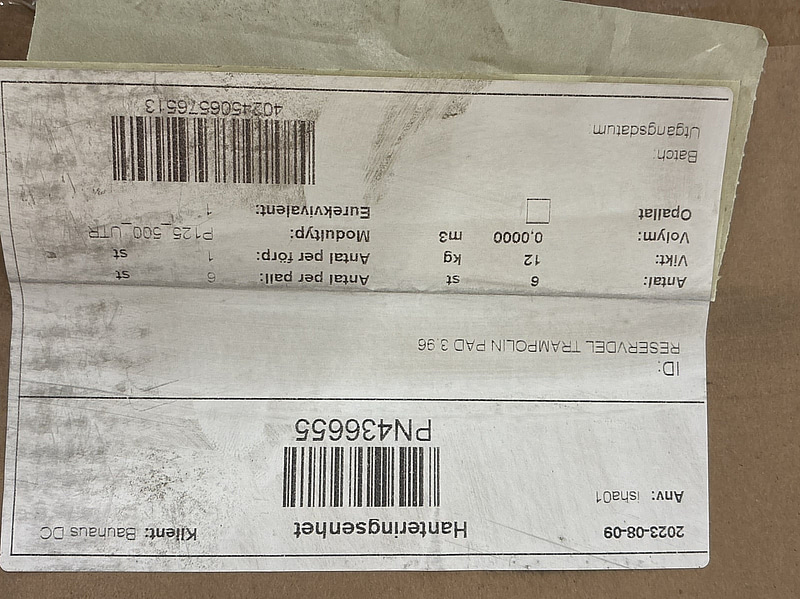 2023-08-09 Hanteringsenhet Klient: Bauhaus DC
Anv: isha01
PN436655
ID:
RESERVDEL TRAMPOLIN PAD 3,96
Antal: 6 st Antal per pall: 6 st
Vikt: 12 kg Antal per förp: 1 st
Volym: 0,0000 m3 Modultyp: P125_500_UTR
Opallat Eurekvivalent: 1
Batch:
Utgangsdatum:
4024506576513